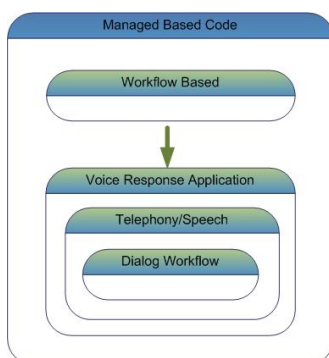 Managed Based Code
Workflow Based
Voice Response Application
Telephony/Speech
Dialog Workflow